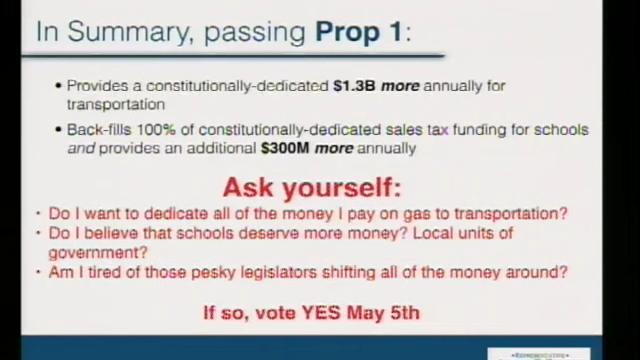 In Summary, passing Prop 1:
• Provides a constitutionally-dedicated $1.3B more annually for
transportation
• Back-fills 100% of constitutionally-dedicated sales tax funding for schools
and provides an additional $300M more annually
Ask yourself:
• Do I want to dedicate all of the money I pay on gas to transportation?
• Do I believe that schools deserve more money? Local units of
government?
• Am I tired of those pesky legislators shifting all of the money around?
If so, vote YES May 5th